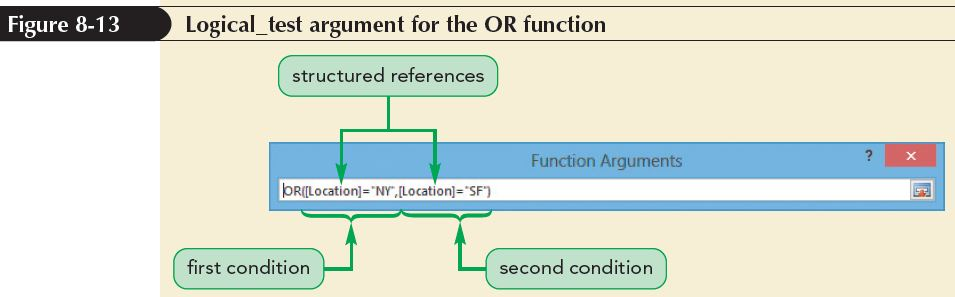 Figure 8-13 Logical_test argument for the OR function
structured references
Function Arguments ?
OR([Location]="NY",[Location]="SF")
first condition
second condition